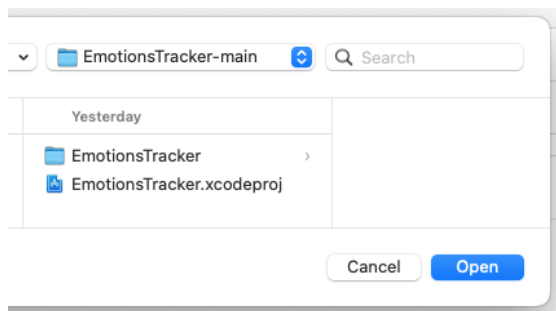 EmotionsTracker-main
Search
Yesterday
EmotionsTracker
EmotionsTracker.xcodeproj
Cancel
Open